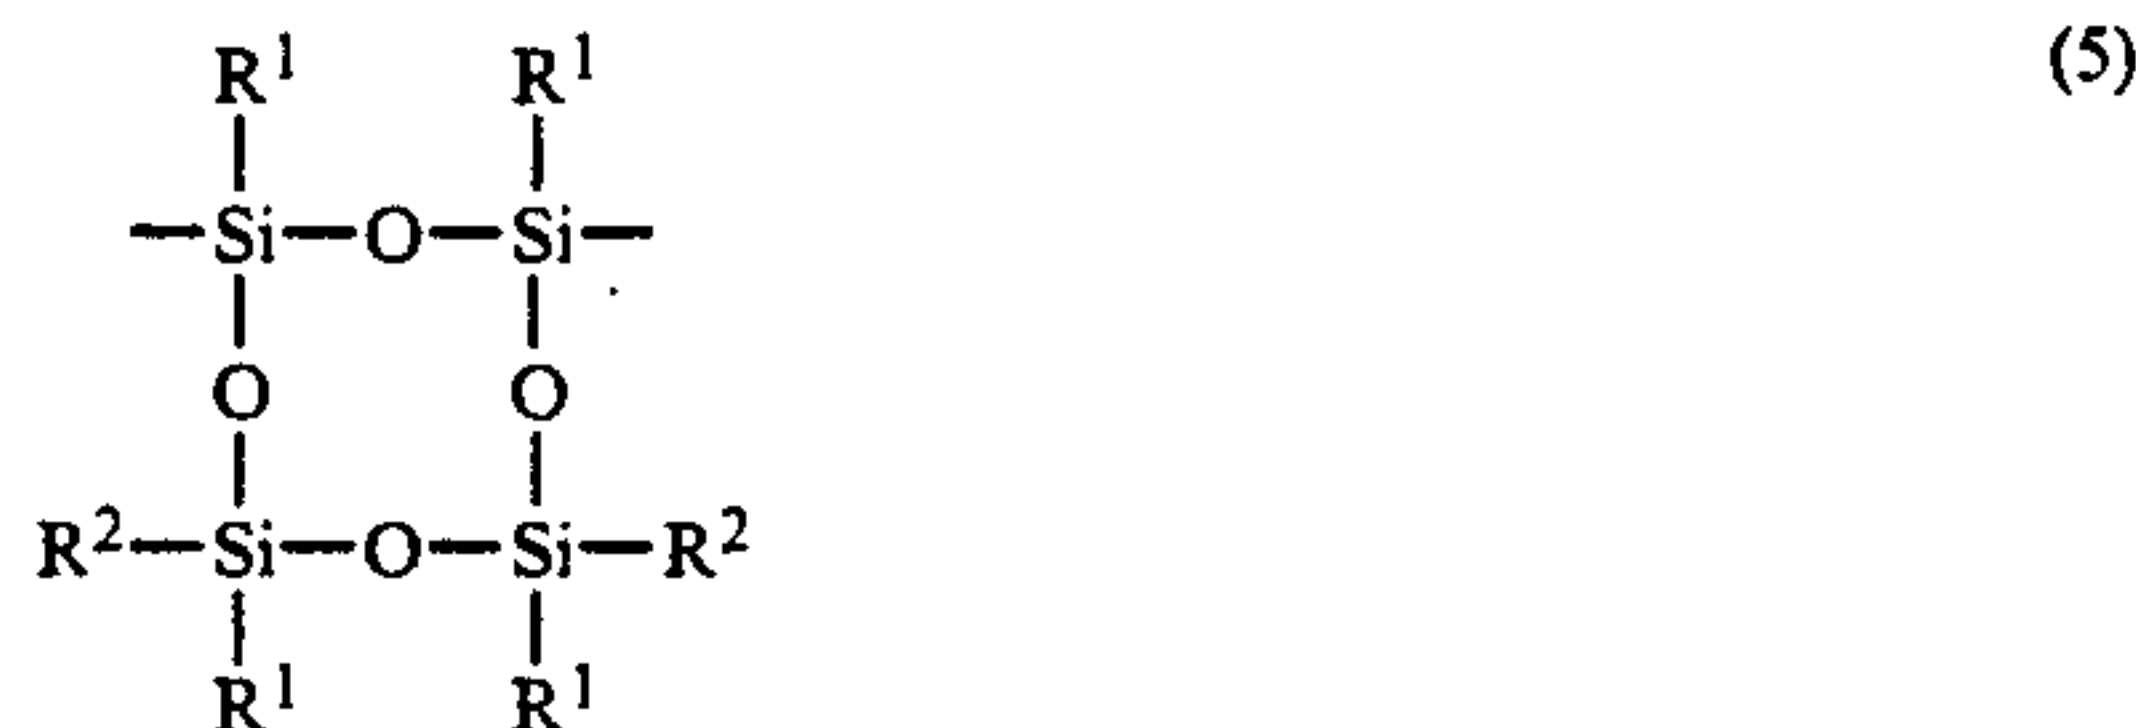 R¹ R¹ (5)
—Si—O—Si—
O O
R²—Si—O—Si—R²
R¹ R¹